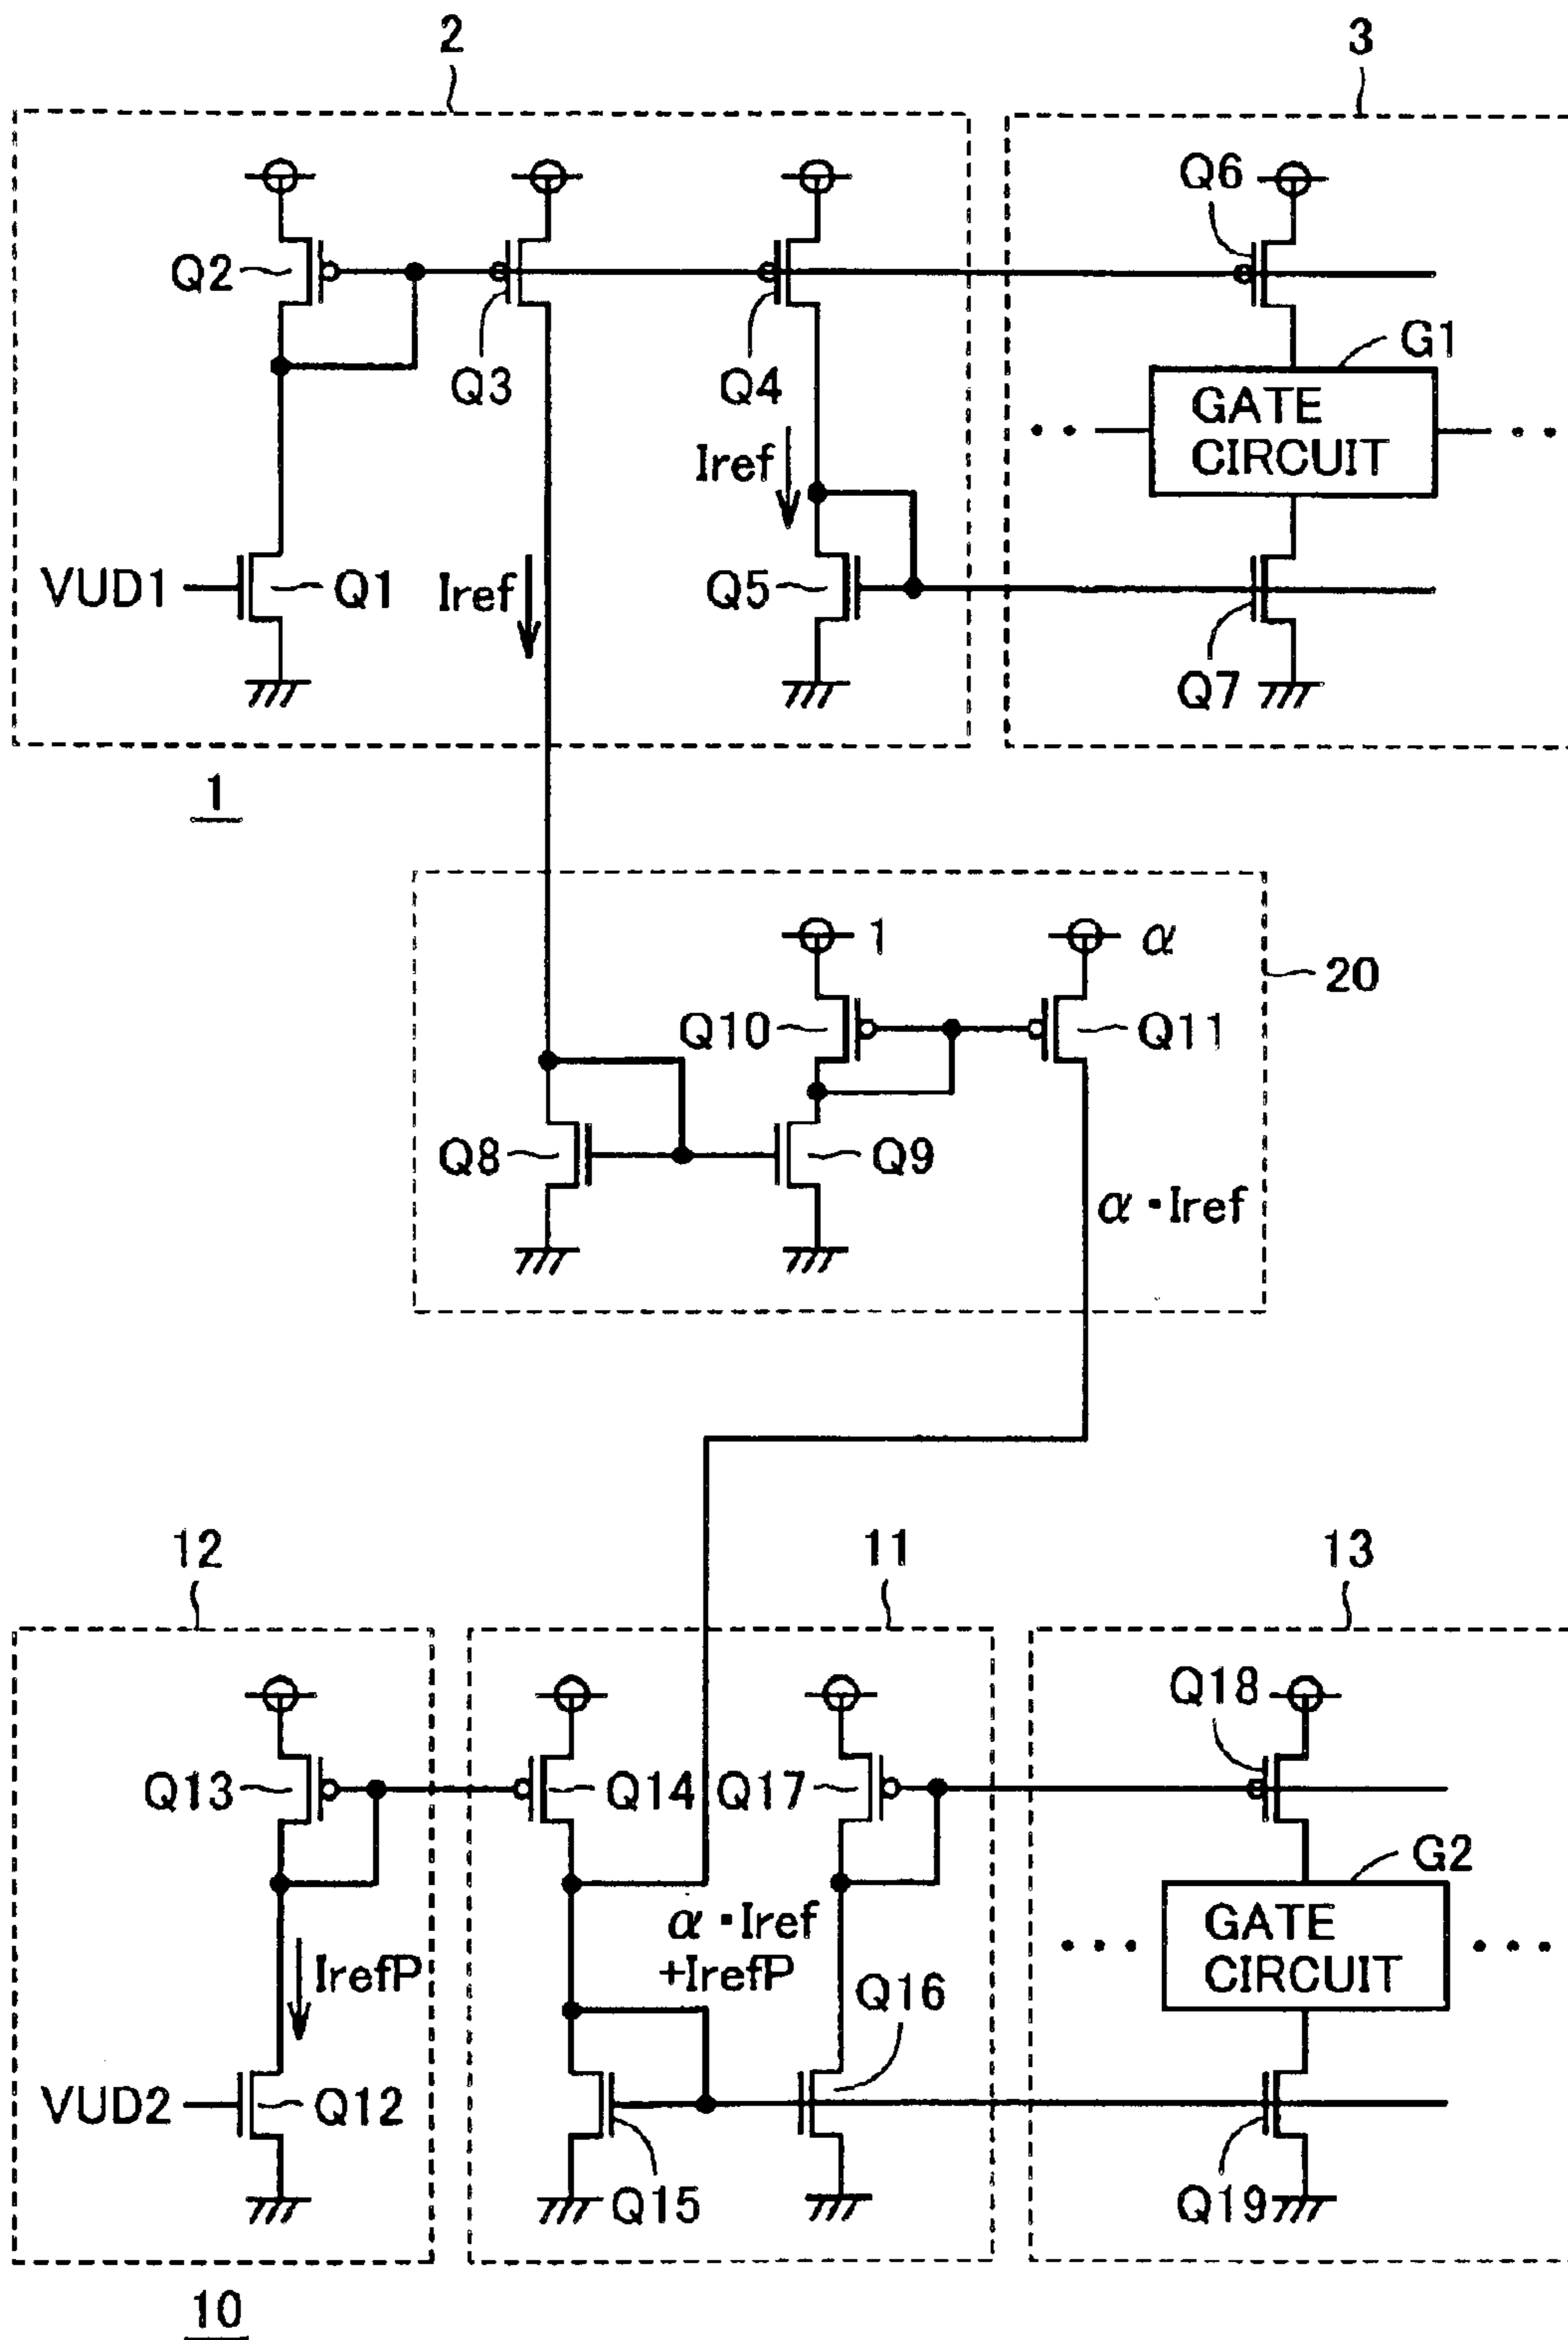 2
3
Q2
Q3
Q4
Q6
G1
GATE
CIRCUIT
Iref
VUD1
Q1
Iref
Q5
Q7
1
1
α
20
Q10
Q11
Q8
Q9
α・Iref
12
11
13
Q13
Q14
Q17
Q18
G2
α・Iref
+IrefP
GATE
CIRCUIT
IrefP
Q16
VUD2
Q12
Q15
Q19
10